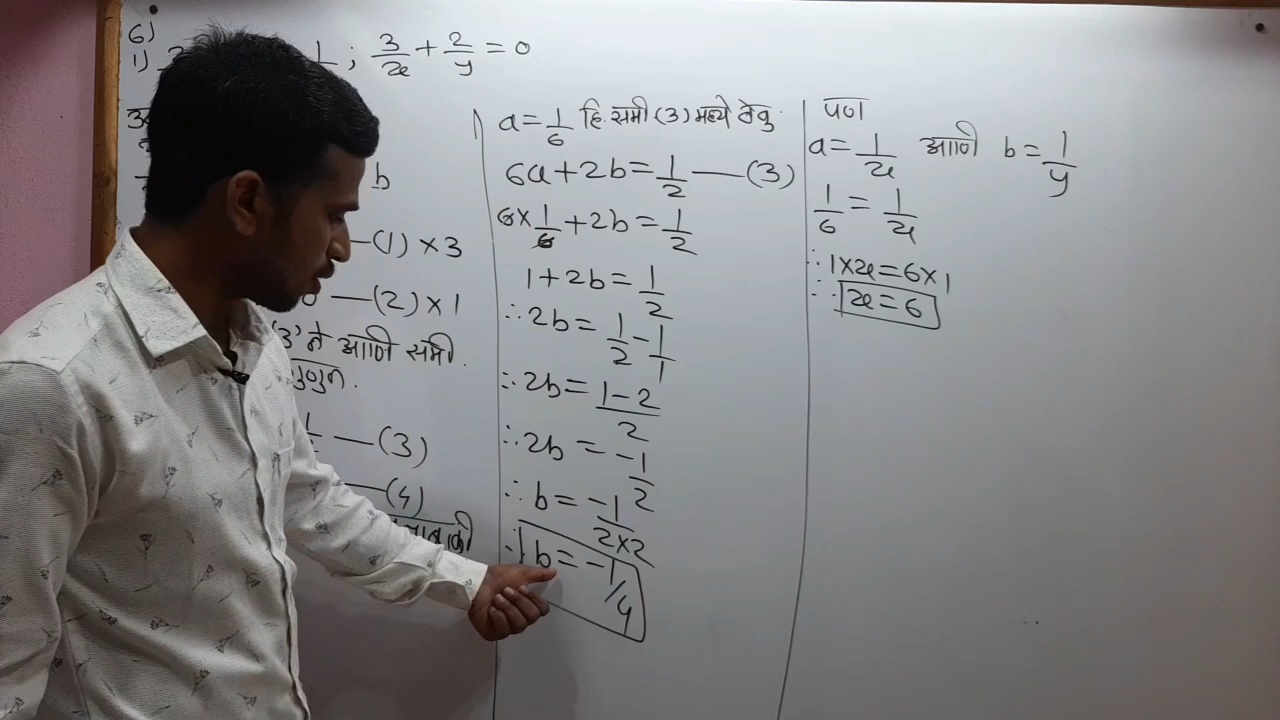 6)
1)
; 3/x + 2/y = 0
b
—(1) × 3
—(2) × 1
ने आणि समी.
गुणुन.
—(3)
—(4)
a = 1/6 हि समी (3) मध्ये ठेवु.
6a + 2b = 1/2 —(3)
6 × 1/6 + 2b = 1/2
1 + 2b = 1/2
∴ 2b = 1/2 - 1/1
∴ 2b = 1-2/2
∴ 2b = -1/2
∴ b = -1/2×2
∴ b = -1/4
पण
a = 1/x आणि b = 1/y
1/6 = 1/x
∴ 1×x = 6×1
∴ x = 6